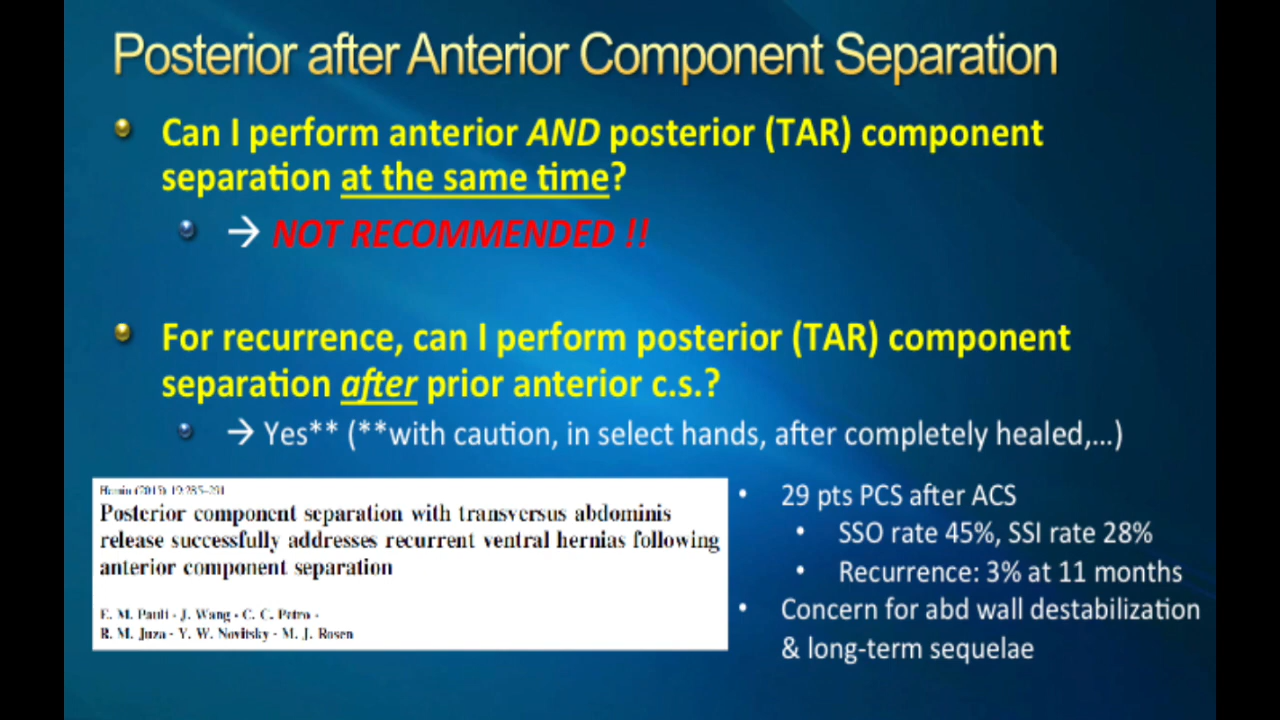 Posterior after Anterior Component Separation
Can I perform anterior AND posterior (TAR) component
separation at the same time?
→ NOT RECOMMENDED !!
For recurrence, can I perform posterior (TAR) component
separation after prior anterior c.s.?
→ Yes** (**with caution, in select hands, after completely healed,...)
Posterior component separation with transversus abdominis
release successfully addresses recurrent ventral hernias following
anterior component separation
E. M. Pauli · J. Wang · C. C. Petro ·
R. M. Juza · Y. W. Novitsky · M. J. Rosen
• 29 pts PCS after ACS
• SSO rate 45%, SSI rate 28%
• Recurrence: 3% at 11 months
• Concern for abd wall destabilization
& long-term sequelae